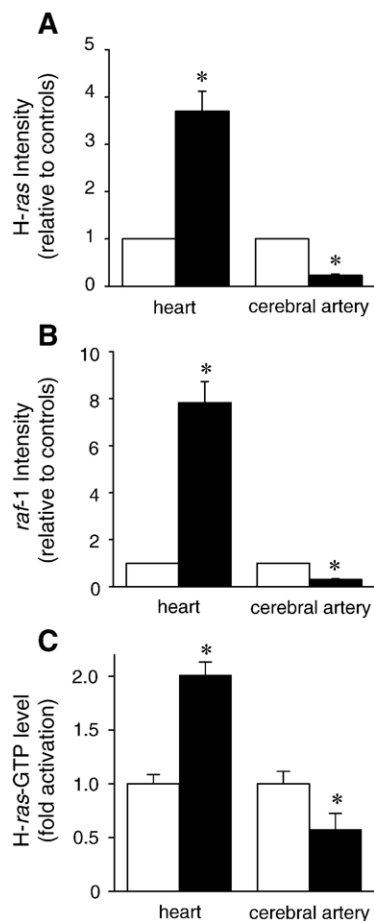 A
H-ras Intensity
(relative to controls)
5
4
3
2
1
0
*
*
heart cerebral artery
B
raf-1 Intensity
(relative to controls)
10
8
6
4
2
0
*
*
heart cerebral artery
C
H-ras-GTP level
(fold activation)
2.0
1.5
1.0
0.5
0
*
*
heart cerebral artery